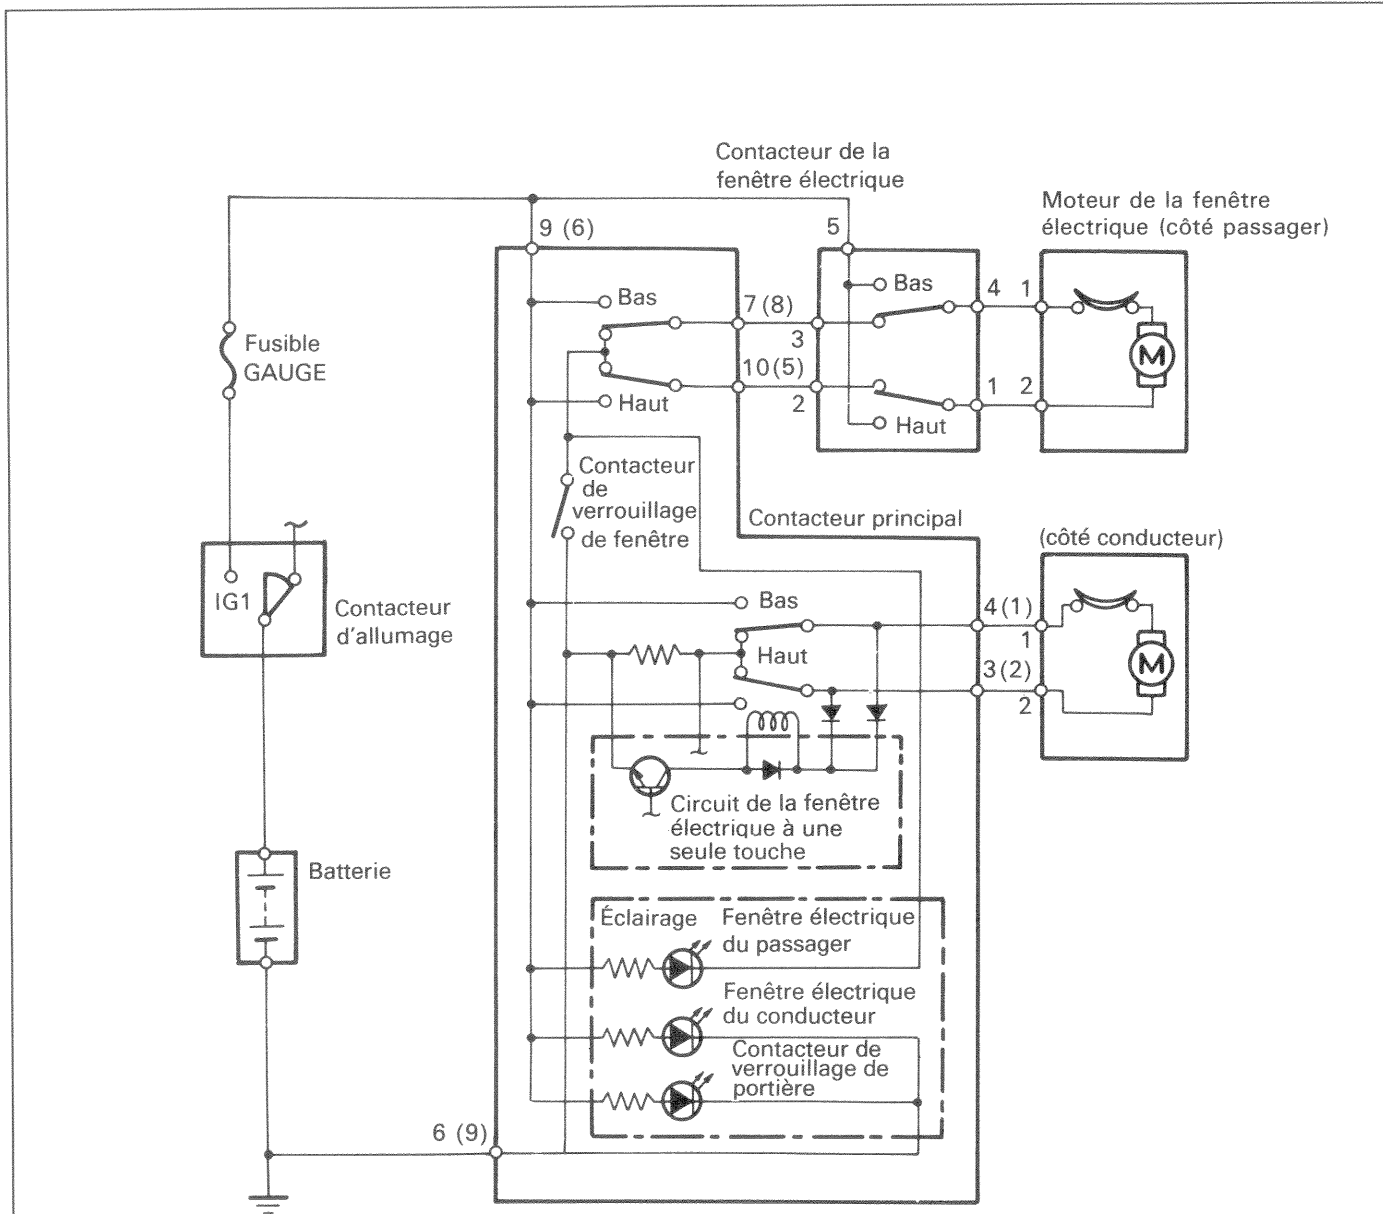 Contacteur de la
fenêtre électrique
Moteur de la fenêtre
électrique (côté passager)
9 (6)
5
Bas
7 (8)
3
Bas
4
1
M
Fusible
GAUGE
10(5)
2
1
2
Haut
Haut
Contacteur
de
verrouillage
de fenêtre
Contacteur principal
(côté conducteur)
IG1
Contacteur
d'allumage
Bas
4(1)
1
Haut
M
3(2)
2
Circuit de la fenêtre
électrique à une
seule touche
Batterie
Éclairage
Fenêtre électrique
du passager
Fenêtre électrique
du conducteur
Contacteur de
verrouillage de
portière
6 (9)